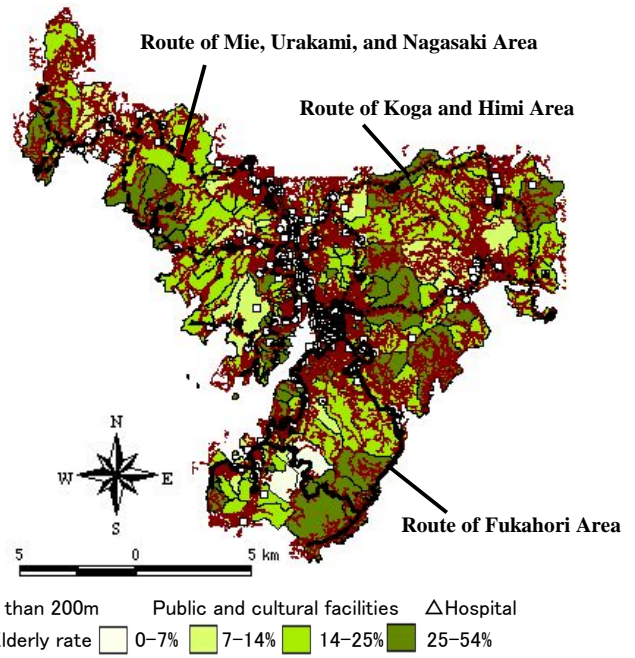 Route of Mie, Urakami, and Nagasaki Area
Route of Koga and Himi Area
N
W E
S
Route of Fukahori Area
5 0 5 km
than 200m Public and cultural facilities △Hospital
lderly rate 0-7% 7-14% 14-25% 25-54%